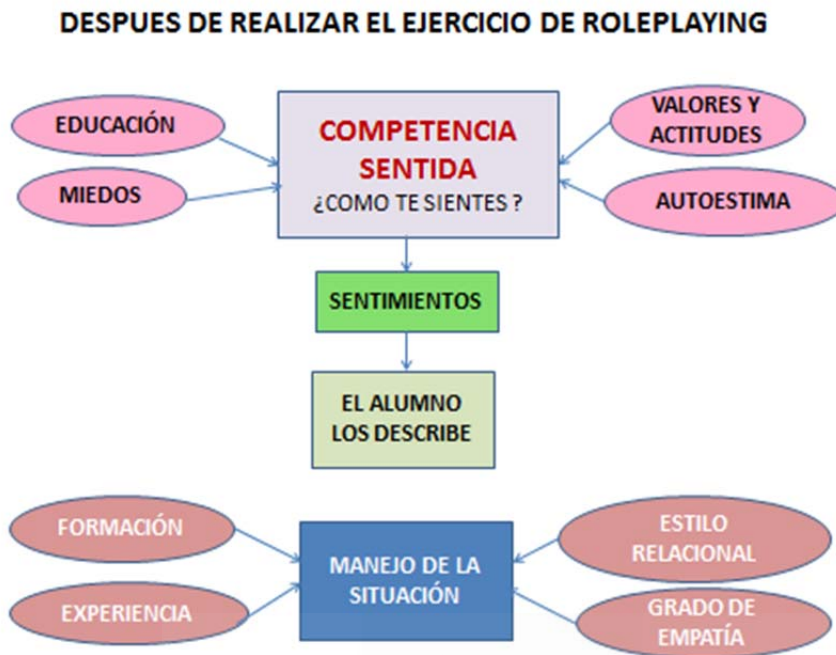 DESPUES DE REALIZAR EL EJERCICIO DE ROLEPLAYING
EDUCACIÓN
MIEDOS
COMPETENCIA
SENTIDA
¿COMO TE SIENTES ?
VALORES Y
ACTITUDES
AUTOESTIMA
SENTIMIENTOS
EL ALUMNO
LOS DESCRIBE
FORMACIÓN
EXPERIENCIA
MANEJO DE LA
SITUACIÓN
ESTILO
RELACIONAL
GRADO DE
EMPATÍA